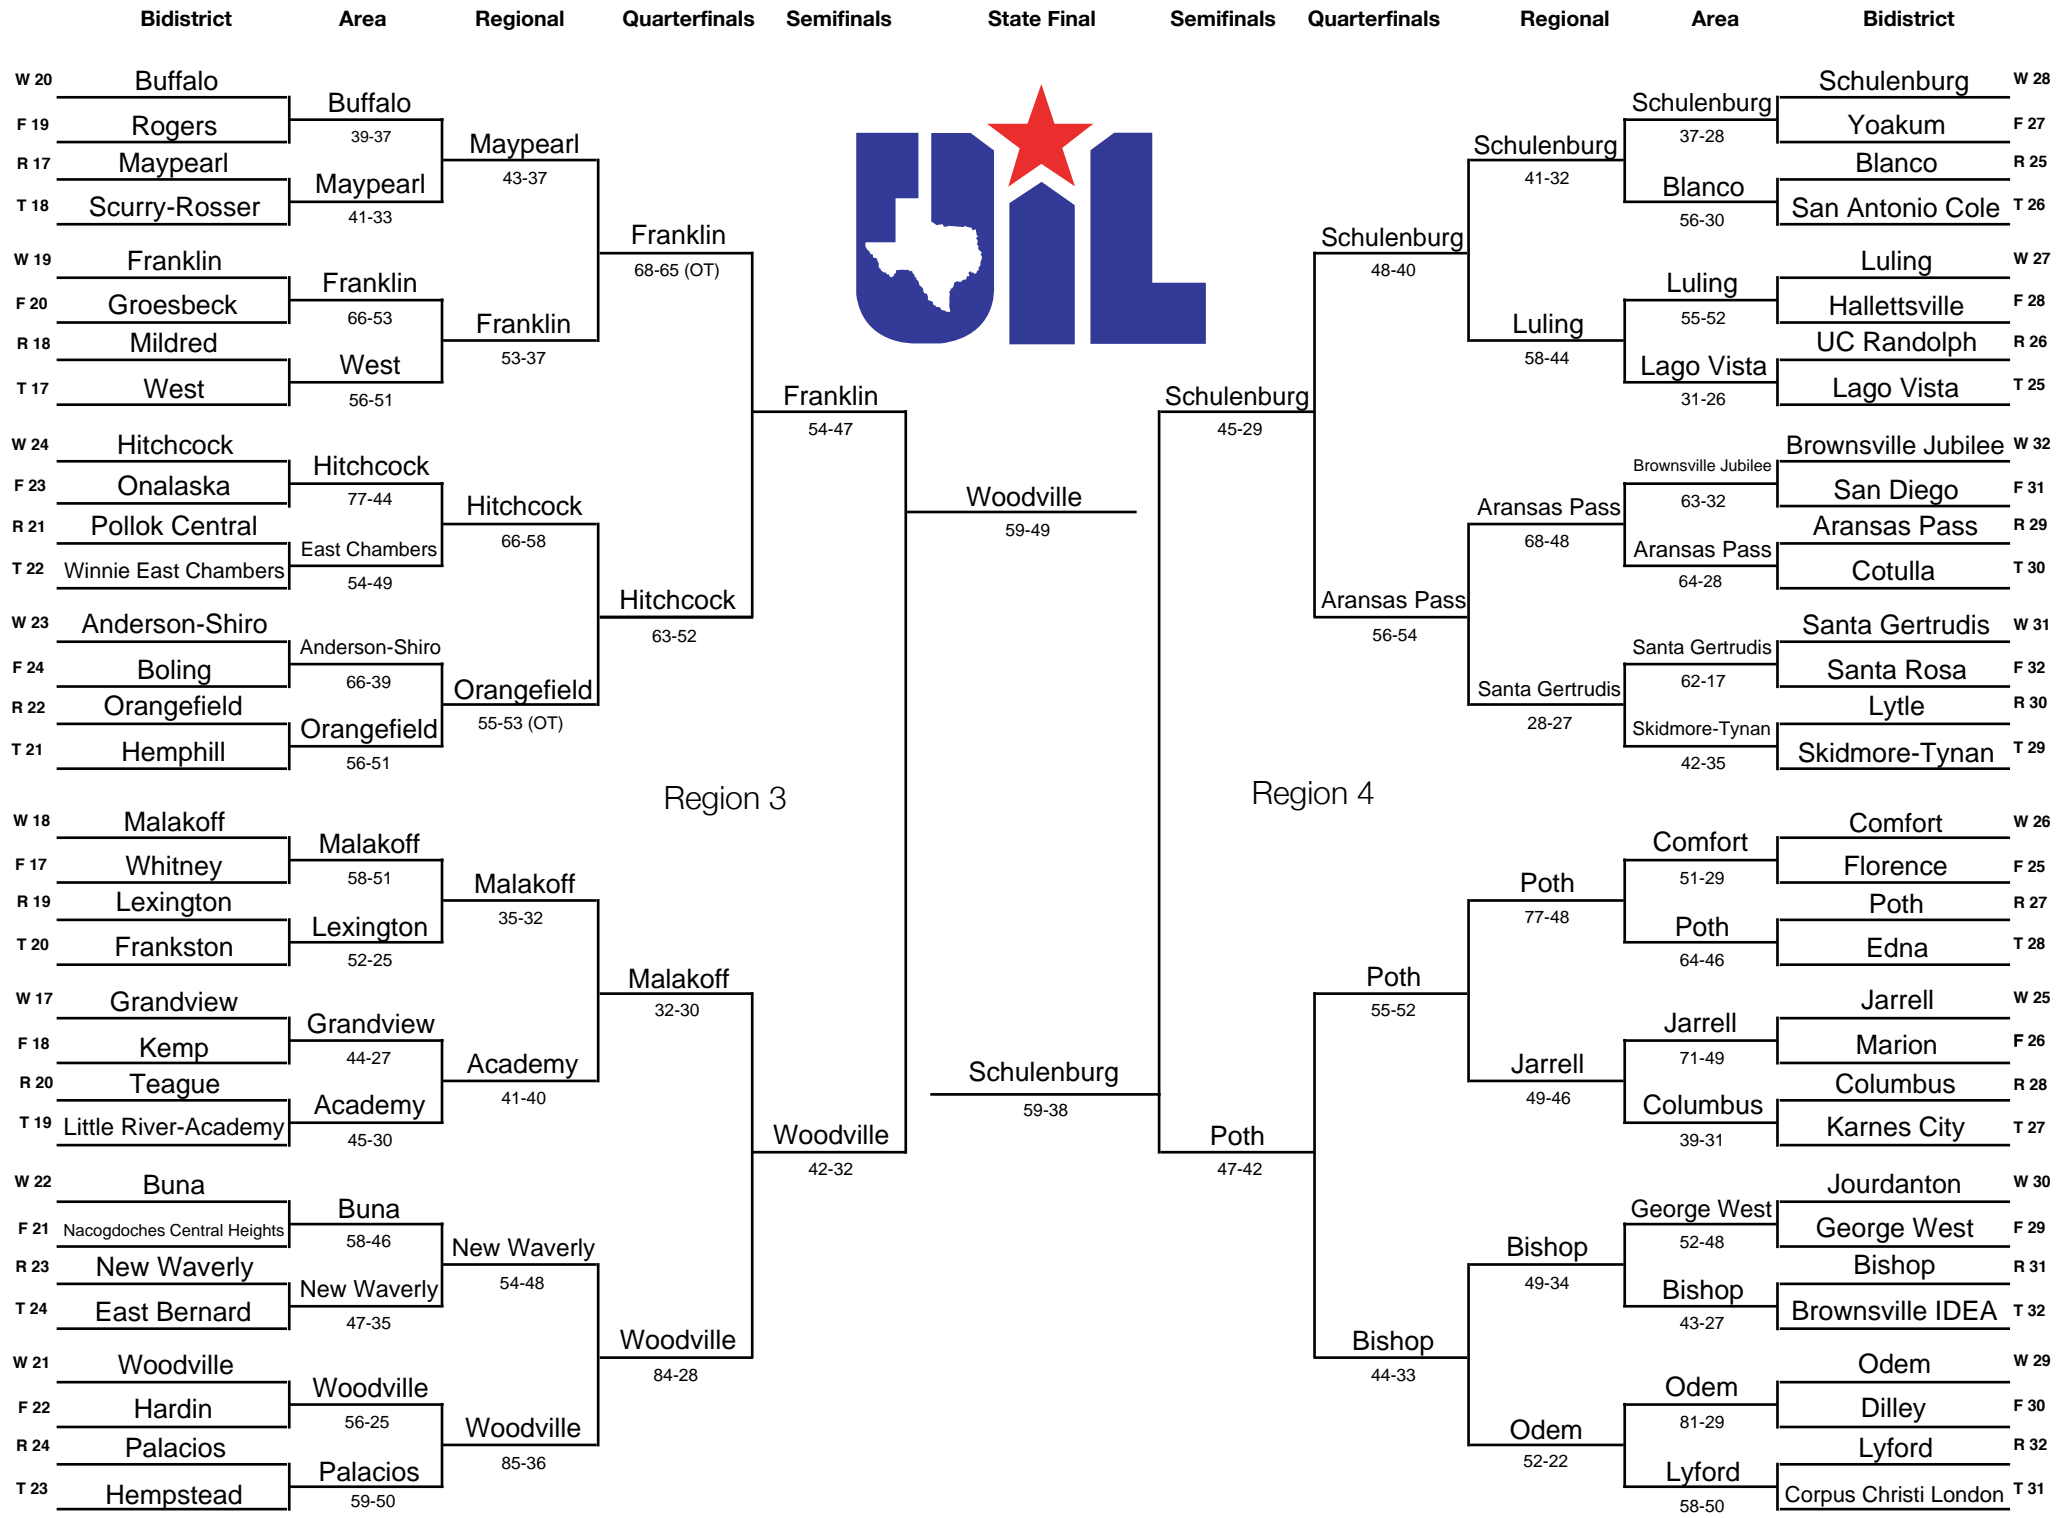 Bidistrict Area Regional Quarterfinals Semifinals State Final Semifinals Quarterfinals Regional Area Bidistrict
W 20 Buffalo
F 19 Rogers
R 17 Maypearl
T 18 Scurry-Rosser
W 19 Franklin
F 20 Groesbeck
R 18 Mildred
T 17 West
W 24 Hitchcock
F 23 Onalaska
R 21 Pollok Central
T 22 Winnie East Chambers
W 23 Anderson-Shiro
F 24 Boling
R 22 Orangefield
T 21 Hemphill
W 18 Malakoff
F 17 Whitney
R 19 Lexington
T 20 Frankston
W 17 Grandview
F 18 Kemp
R 20 Teague
T 19 Little River-Academy
W 22 Buna
F 21 Nacogdoches Central Heights
R 23 New Waverly
T 24 East Bernard
W 21 Woodville
F 22 Hardin
R 24 Palacios
T 23 Hempstead
Buffalo
39-37
Maypearl
41-33
Franklin
66-53
West
56-51
Hitchcock
77-44
East Chambers
54-49
Anderson-Shiro
66-39
Orangefield
56-51
Malakoff
58-51
Lexington
52-25
Grandview
44-27
Academy
45-30
Buna
58-46
New Waverly
47-35
Woodville
56-25
Palacios
59-50
Maypearl
43-37
Franklin
53-37
Hitchcock
66-58
Orangefield
55-53 (OT)
Malakoff
35-32
Academy
41-40
New Waverly
54-48
Woodville
85-36
Franklin
68-65 (OT)
Hitchcock
63-52
Region 3
Malakoff
32-30
Woodville
84-28
Franklin
54-47
Woodville
42-32
UIL
Woodville
59-49
Schulenburg
59-38
Schulenburg
45-29
Poth
47-42
Schulenburg
48-40
Aransas Pass
56-54
Region 4
Poth
55-52
Bishop
44-33
Schulenburg
41-32
Luling
58-44
Aransas Pass
68-48
Santa Gertrudis
28-27
Poth
77-48
Jarrell
49-46
Bishop
49-34
Odem
52-22
Schulenburg
37-28
Blanco
56-30
Luling
55-52
Lago Vista
31-26
Brownsville Jubilee
63-32
Aransas Pass
64-28
Santa Gertrudis
62-17
Skidmore-Tynan
42-35
Comfort
51-29
Poth
64-46
Jarrell
71-49
Columbus
39-31
George West
52-48
Bishop
43-27
Odem
81-29
Lyford
58-50
Schulenburg W 28
Yoakum F 27
Blanco R 25
San Antonio Cole T 26
Luling W 27
Hallettsville F 28
UC Randolph R 26
Lago Vista T 25
Brownsville Jubilee W 32
San Diego F 31
Aransas Pass R 29
Cotulla T 30
Santa Gertrudis W 31
Santa Rosa F 32
Lytle R 30
Skidmore-Tynan T 29
Comfort W 26
Florence F 25
Poth R 27
Edna T 28
Jarrell W 25
Marion F 26
Columbus R 28
Karnes City T 27
Jourdanton W 30
George West F 29
Bishop R 31
Brownsville IDEA T 32
Odem W 29
Dilley F 30
Lyford R 32
Corpus Christi London T 31